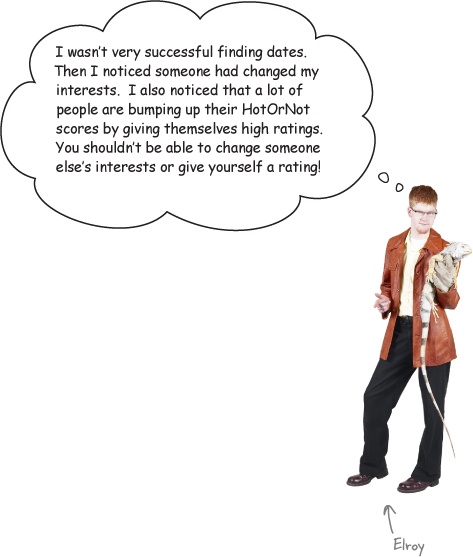 I wasn't very successful finding dates.
Then I noticed someone had changed my
interests.  I also noticed that a lot of
people are bumping up their HotOrNot
scores by giving themselves high ratings.
You shouldn't be able to change someone
else's interests or give yourself a rating!
Elroy